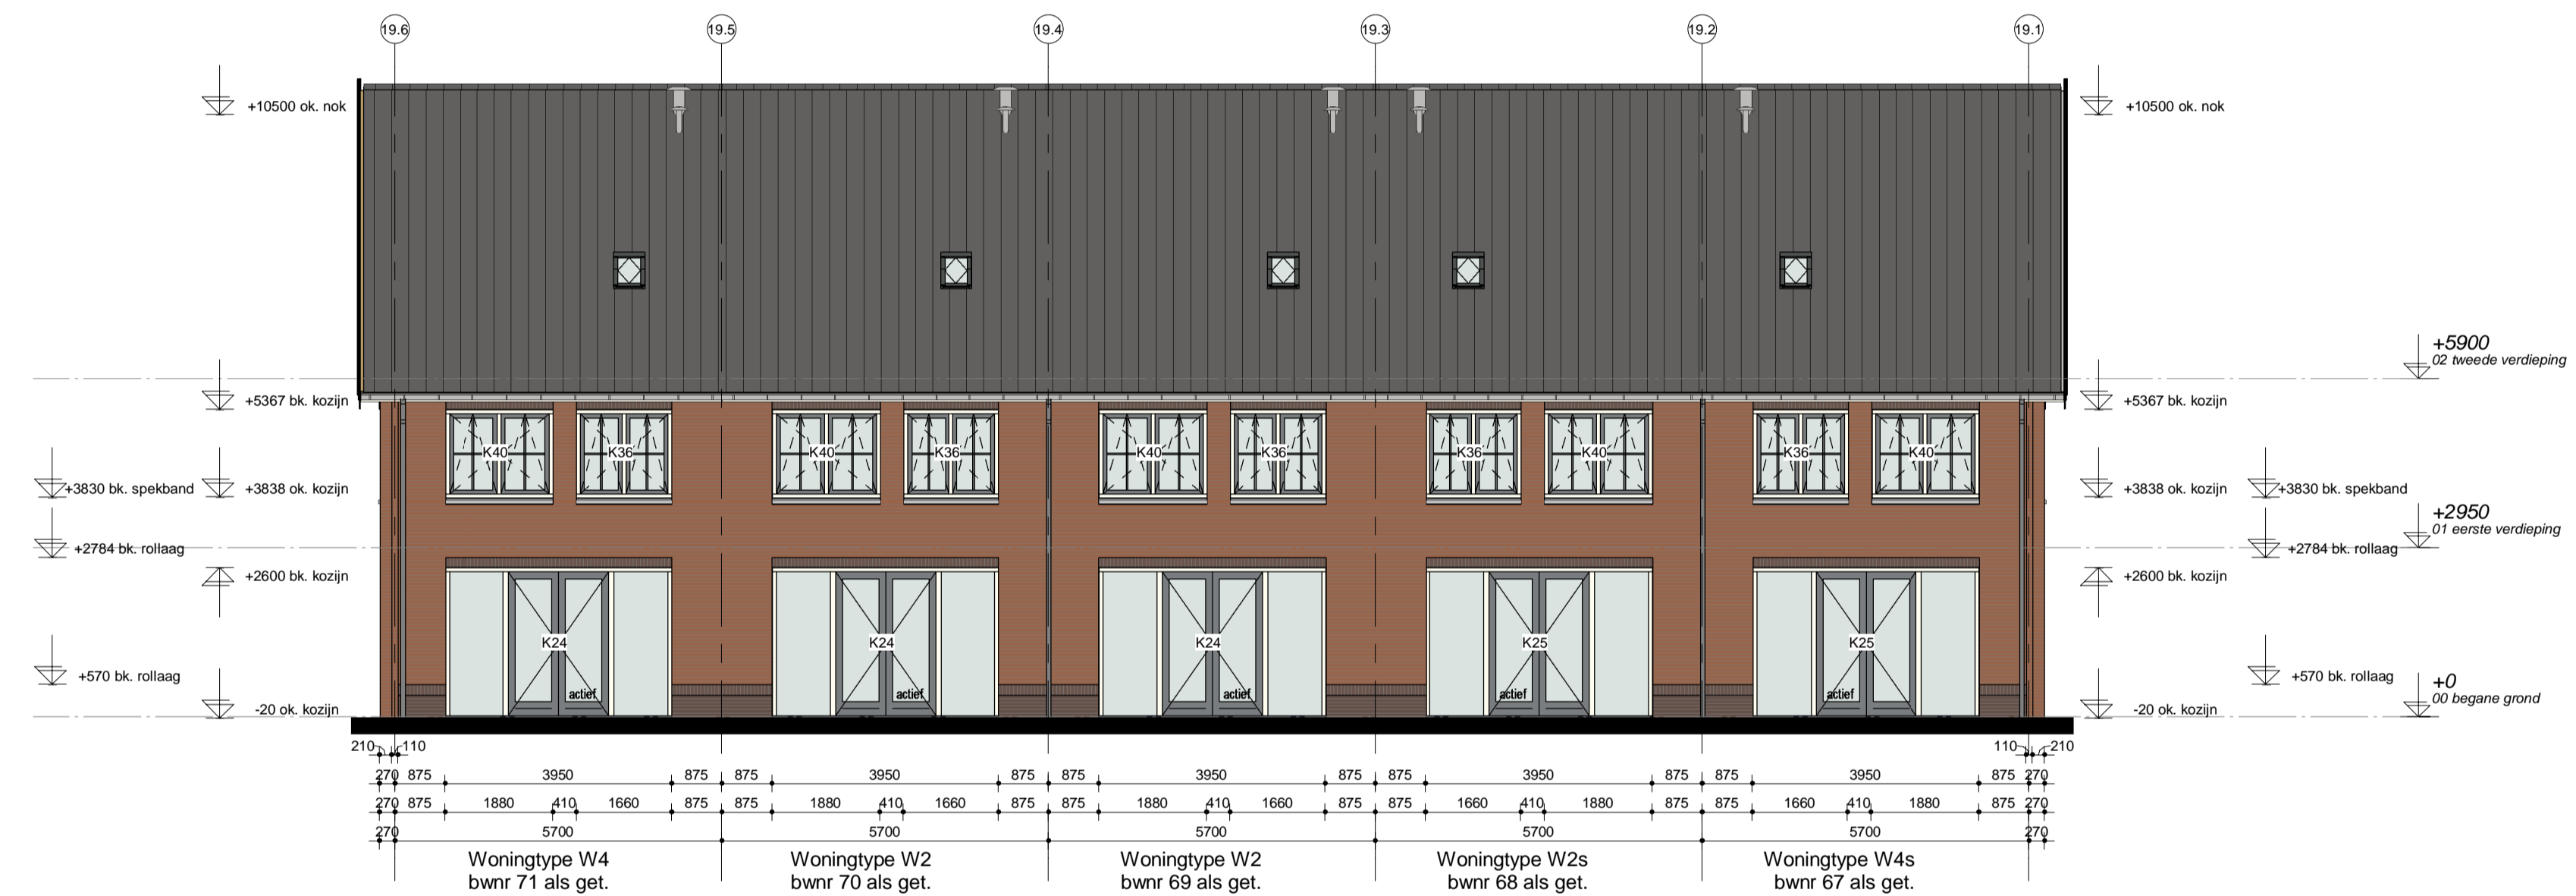 19.6 19.5 19.4 19.3 19.2 19.1
+10500 ok. nok +10500 ok. nok
+5900
02 tweede verdieping
+5367 bk. kozijn +5367 bk. kozijn
K40 K36 K40 K36 K40 K36 K36 K40 K36 K40
+3830 bk. spekband +3838 ok. kozijn +3838 ok. kozijn +3830 bk. spekband
+2950
01 eerste verdieping
+2784 bk. rollaag +2784 bk. rollaag
+2600 bk. kozijn +2600 bk. kozijn
K24 K24 K24 K25 K25
+570 bk. rollaag +570 bk. rollaag
+0
00 begane grond
actief actief actief actief actief
-20 ok. kozijn -20 ok. kozijn
210 110 110 210
270 875 3950 875 875 3950 875 875 3950 875 875 3950 875 875 3950 875 270
270 875 1880 410 1660 875 875 1880 410 1660 875 875 1880 410 1660 875 875 1660 410 1880 875 875 1660 410 1880 875 270
270 5700 5700 5700 5700 5700 270
Woningtype W4 Woningtype W2 Woningtype W2 Woningtype W2s Woningtype W4s
bwnr 71 als get. bwnr 70 als get. bwnr 69 als get. bwnr 68 als get. bwnr 67 als get.